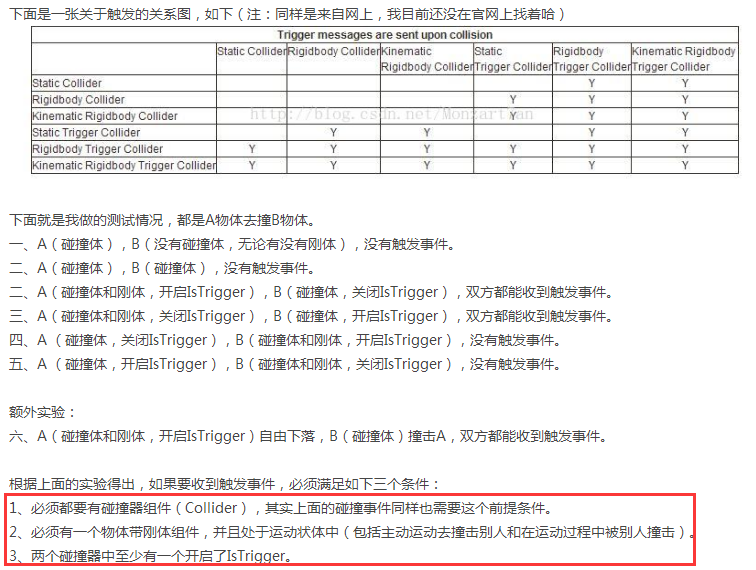 下面是一张关于触发的关系图，如下（注：同样是来自网上，我目前还没在官网上找着哈）
Trigger messages are sent upon collision
Static Collider Rigidbody Collider Kinematic Rigidbody Collider Static Trigger Collider Rigidbody Trigger Collider Kinematic Rigidbody Trigger Collider
Static Collider Y Y
Rigidbody Collider Y Y Y
Kinematic Rigidbody Collider Y Y Y
Static Trigger Collider Y Y Y Y
Rigidbody Trigger Collider Y Y Y Y Y Y
Kinematic Rigidbody Trigger Collider Y Y Y Y Y Y
下面就是我做的测试情况，都是A物体去撞B物体。
一、A（碰撞体），B（没有碰撞体，无论有没有刚体），没有触发事件。
二、A（碰撞体），B（碰撞体），没有触发事件。
二、A（碰撞体和刚体，开启IsTrigger），B（碰撞体，关闭IsTrigger），双方都能收到触发事件。
三、A（碰撞体和刚体，关闭IsTrigger），B（碰撞体，开启IsTrigger），双方都能收到触发事件。
四、A （碰撞体，关闭IsTrigger），B（碰撞体和刚体，开启IsTrigger），没有触发事件。
五、A （碰撞体，开启IsTrigger），B（碰撞体和刚体，关闭IsTrigger），没有触发事件。
额外实验：
六、A（碰撞体和刚体，开启IsTrigger）自由下落，B（碰撞体）撞击A，双方都能收到触发事件。
根据上面的实验得出，如果要收到触发事件，必须满足如下三个条件：
1、必须都要有碰撞器组件（Collider），其实上面的碰撞事件同样也需要这个前提条件。
2、必须有一个物体带刚体组件，并且处于运动状体中（包括主动运动去撞击别人和在运动过程中被别人撞击）。
3、两个碰撞器中至少有一个开启了IsTrigger。